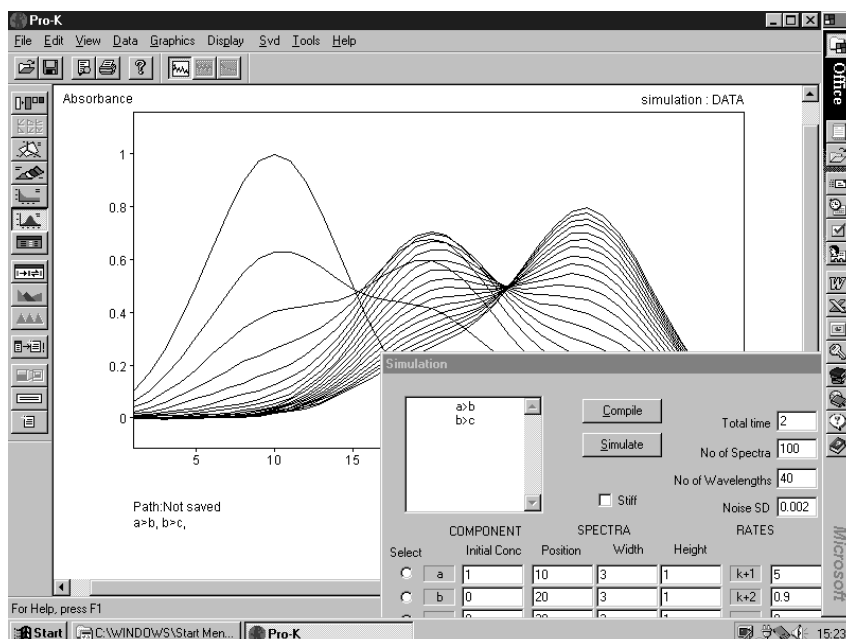 Pro-K
File Edit View Data Graphics Display Svd Tools Help
Office
Absorbance
simulation : DATA
1
0.8
0.6
0.4
0.2
0
5 10 15
Path:Not saved
a>b, b>c,
Simulation
a>b
b>c
Compile
Simulate
Stiff
Total time 2
No of Spectra 100
No of Wavelengths 40
Noise SD 0.002
COMPONENT SPECTRA RATES
Select Initial Conc Position Width Height
a 1 10 3 1 k+1 5
b 0 20 3 1 k+2 0.9
Microsoft
For Help, press F1
Start C:\WINDOWS\Start Men... Pro-K 15:23